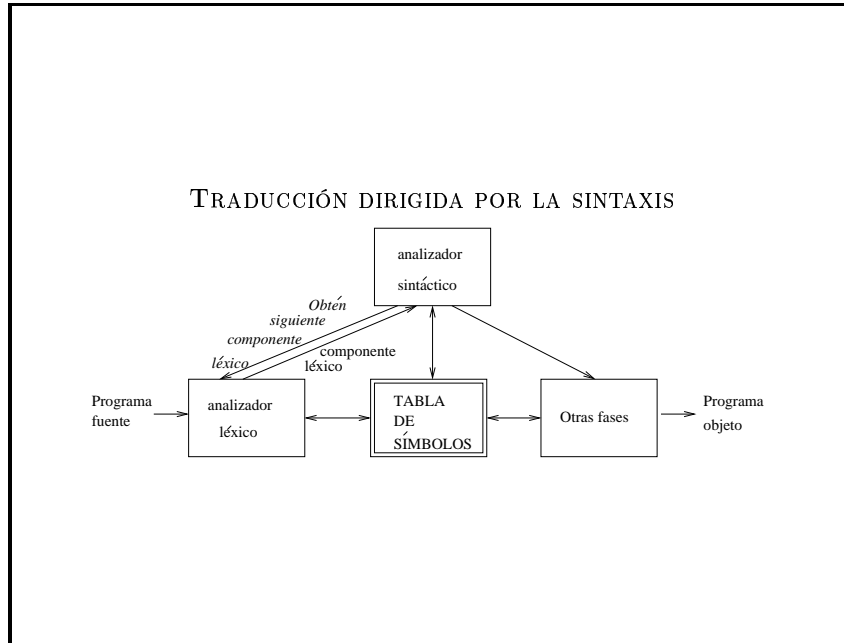 TRADUCCIÓN DIRIGIDA POR LA SINTAXIS
analizador
sintáctico
Obtén
siguiente
componente
léxico
componente
léxico
Programa
fuente
analizador
léxico
TABLA
DE
SÍMBOLOS
Otras fases
Programa
objeto